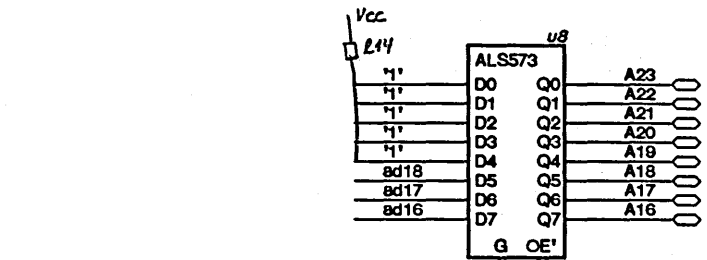 Vcc
R14
u8
ALS573
'1' D0 Q0 A23
'1' D1 Q1 A22
'1' D2 Q2 A21
'1' D3 Q3 A20
'1' D4 Q4 A19
ad18 D5 Q5 A18
ad17 D6 Q6 A17
ad16 D7 Q7 A16
G OE'